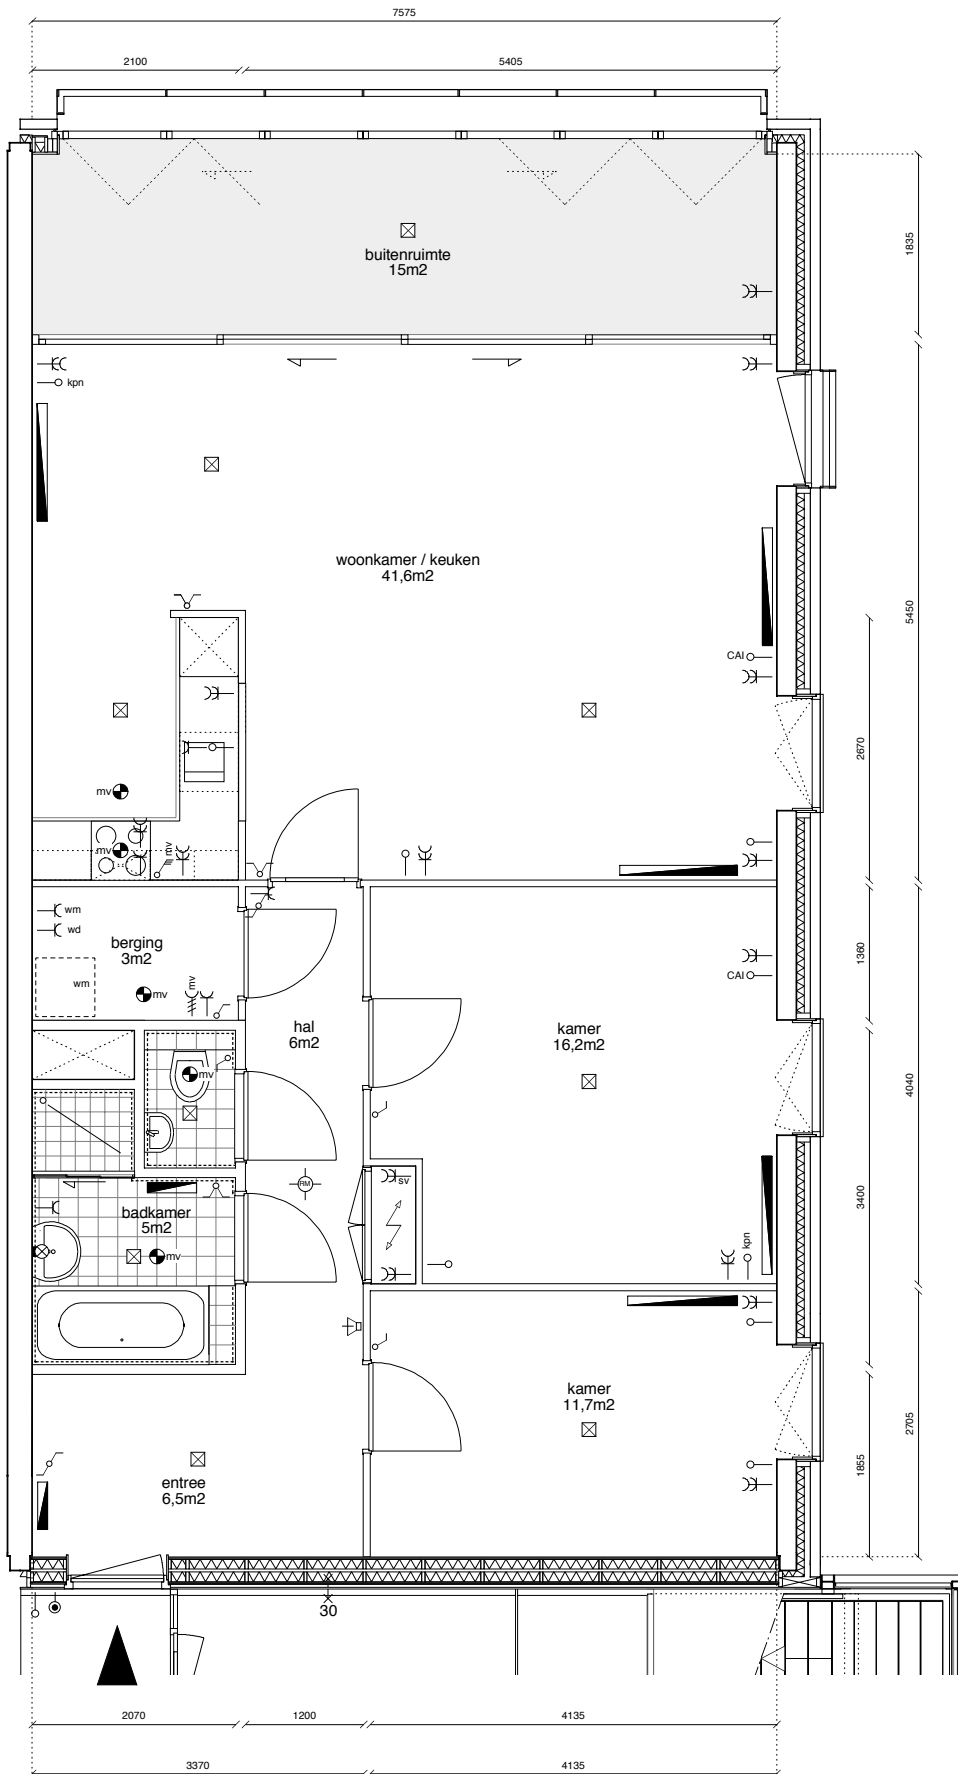 7575
2100
5405
buitenruimte
15m2
1835
kpn
woonkamer / keuken
41,6m2
5450
CAI
2670
mv
mv
mv
wm
wd
berging
3m2
wm
mv
mv
hal
6m2
kamer
16,2m2
CAI
1360
4040
mv
RM
sv
badkamer
5m2
mv
kpn
3400
kamer
11,7m2
2705
1855
entree
6,5m2
30
2070
1200
4135
3370
4135